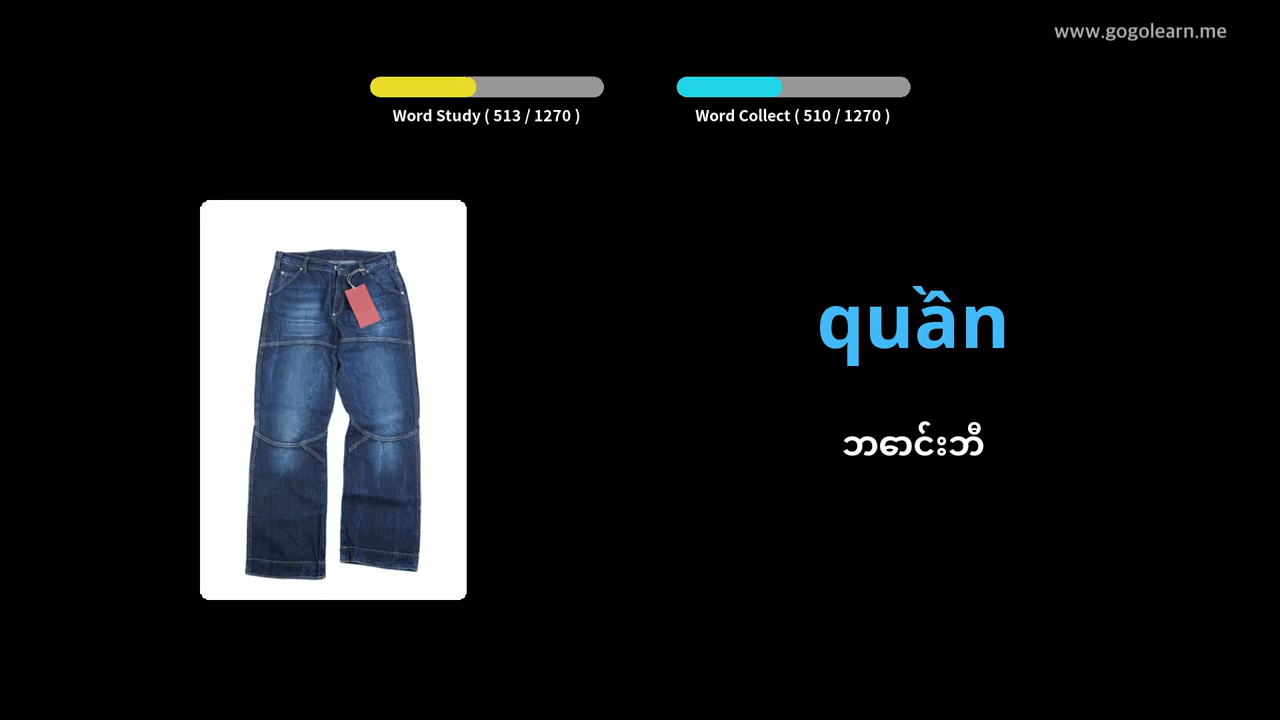 www.gogolearn.me
Word Study ( 513 / 1270 )
Word Collect ( 510 / 1270 )
quần
ဘောင်းဘီ